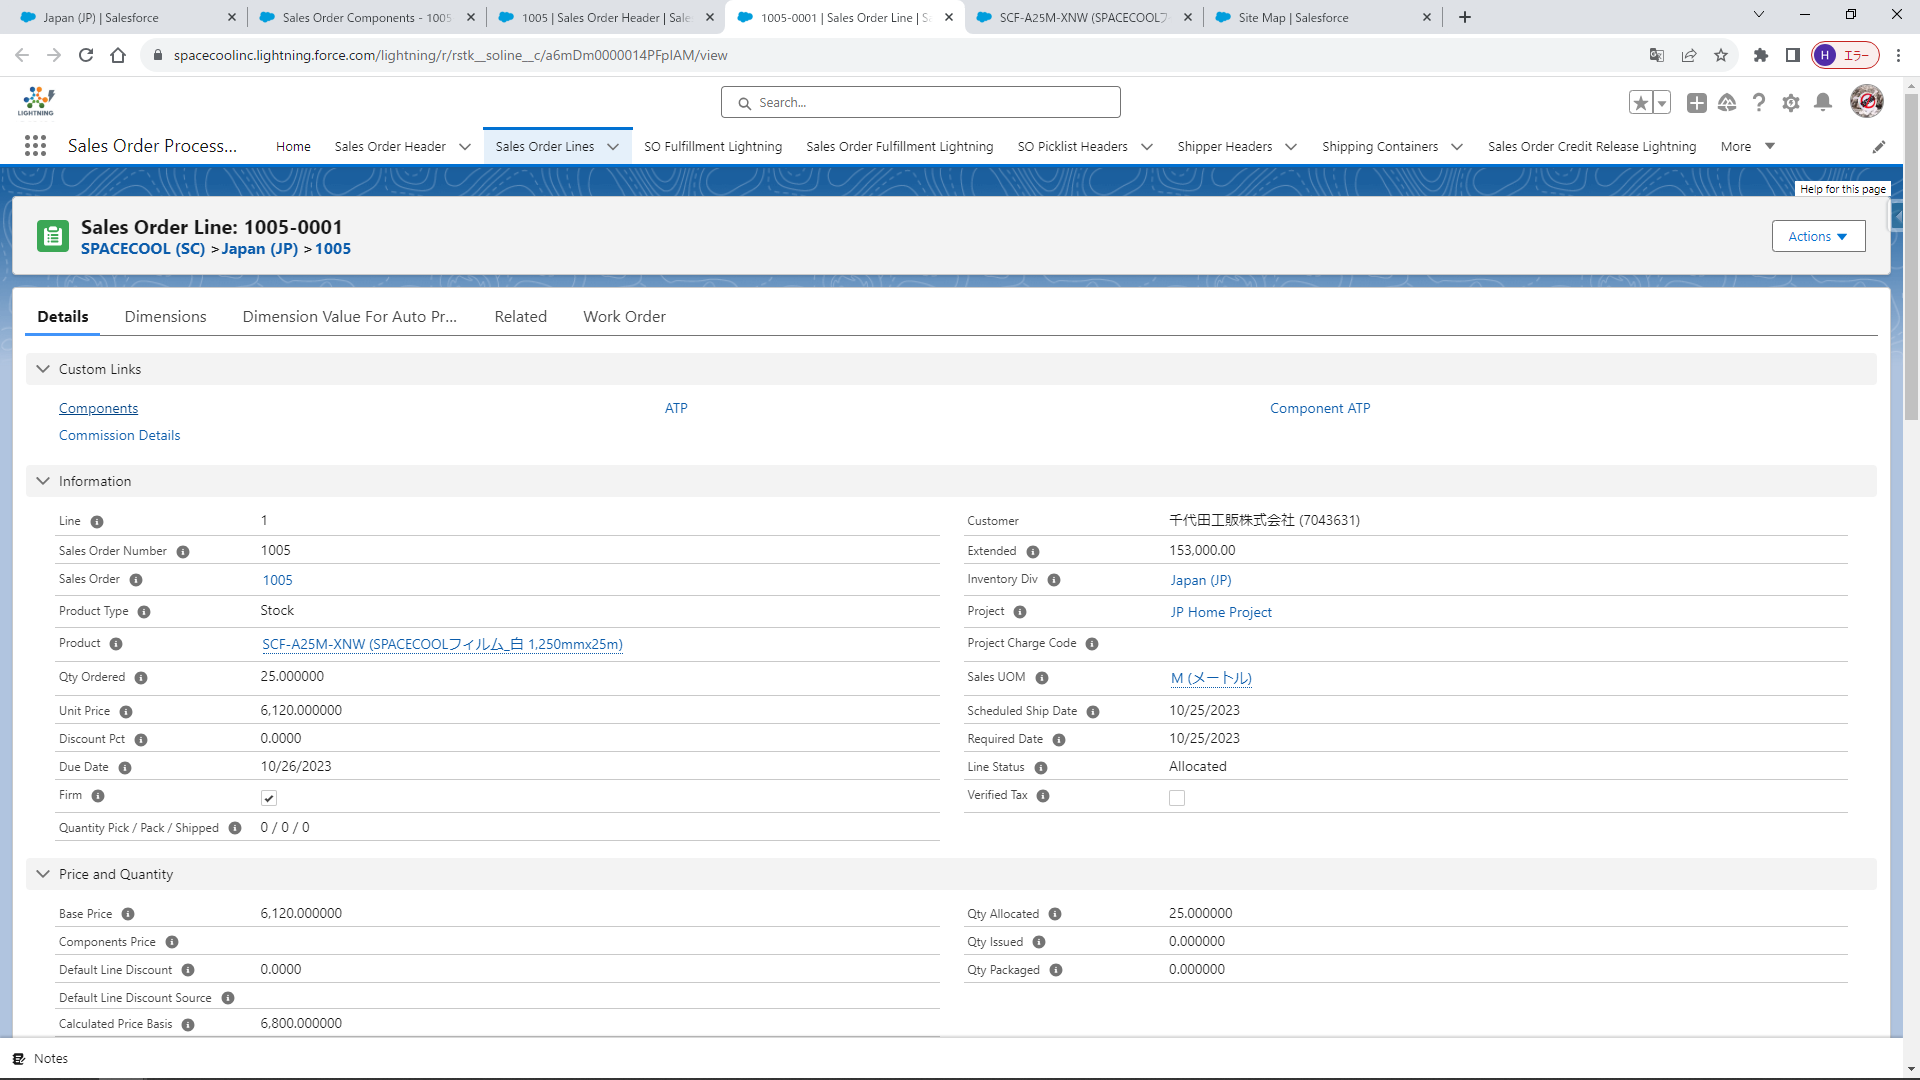 Japan (JP) | Salesforce
Sales Order Components - 1005
1005 | Sales Order Header | Sale
1005-0001 | Sales Order Line | S
SCF-A25M-XNW (SPACECOOLフ
Site Map | Salesforce
spacecoolinc.lightning.force.com/lightning/r/rstk__soline__c/a6mDm0000014PFpIAM/view
H エラー
LIGHTNING
Search...
Sales Order Process...
Home
Sales Order Header
Sales Order Lines
SO Fulfillment Lightning
Sales Order Fulfillment Lightning
SO Picklist Headers
Shipper Headers
Shipping Containers
Sales Order Credit Release Lightning
More
Help for this page
Sales Order Line: 1005-0001
SPACECOOL (SC) >Japan (JP) >1005
Actions
Details
Dimensions
Dimension Value For Auto Pr...
Related
Work Order
Custom Links
Components
ATP
Component ATP
Commission Details
Information
Line 1
Customer 千代田工販株式会社 (7043631)
Sales Order Number 1005
Extended 153,000.00
Sales Order 1005
Inventory Div Japan (JP)
Product Type Stock
Project JP Home Project
Product SCF-A25M-XNW (SPACECOOLフィルム_白 1,250mmx25m)
Project Charge Code
Qty Ordered 25.000000
Sales UOM M (メートル)
Unit Price 6,120.000000
Scheduled Ship Date 10/25/2023
Discount Pct 0.0000
Required Date 10/25/2023
Due Date 10/26/2023
Line Status Allocated
Firm
Verified Tax
Quantity Pick / Pack / Shipped 0 / 0 / 0
Price and Quantity
Base Price 6,120.000000
Qty Allocated 25.000000
Components Price
Qty Issued 0.000000
Default Line Discount 0.0000
Qty Packaged 0.000000
Default Line Discount Source
Calculated Price Basis 6,800.000000
Notes